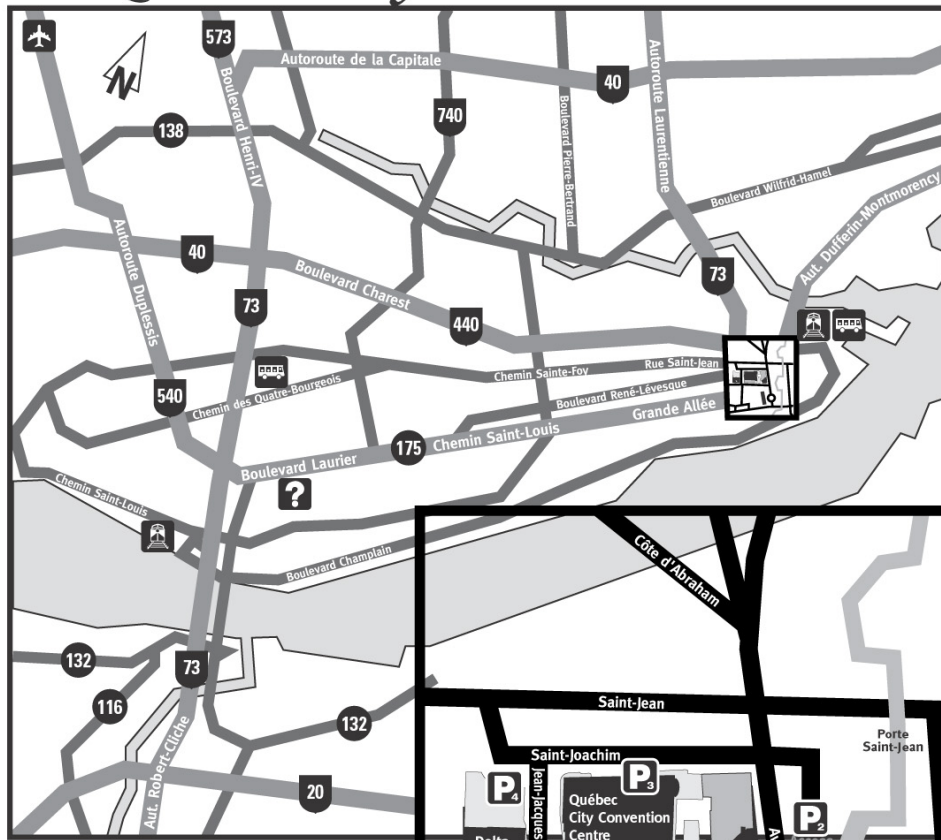 573
Autoroute de la Capitale
40
Autoroute Laurentienne
Boulevard Henri-IV
740
Boulevard Pierre-Bertrand
138
Boulevard Wilfrid-Hamel
Aut. Dufferin-Montmorency
Autoroute Duplessis
40
73
Boulevard Charest
73
440
Rue Saint-Jean
Chemin Sainte-Foy
Chemin des Quatre-Bourgeois
Boulevard René-Lévesque
540
Grande Allée
175
Chemin Saint-Louis
Boulevard Laurier
?
Chemin Saint-Louis
Boulevard Champlain
N
132
73
116
132
Aut. Robert-Cliche
20
Côte d'Abraham
Saint-Jean
Porte
Saint-Jean
Saint-Joachim
Jean-Jacques
P4
P3
Québec
City Convention
Centre
P2